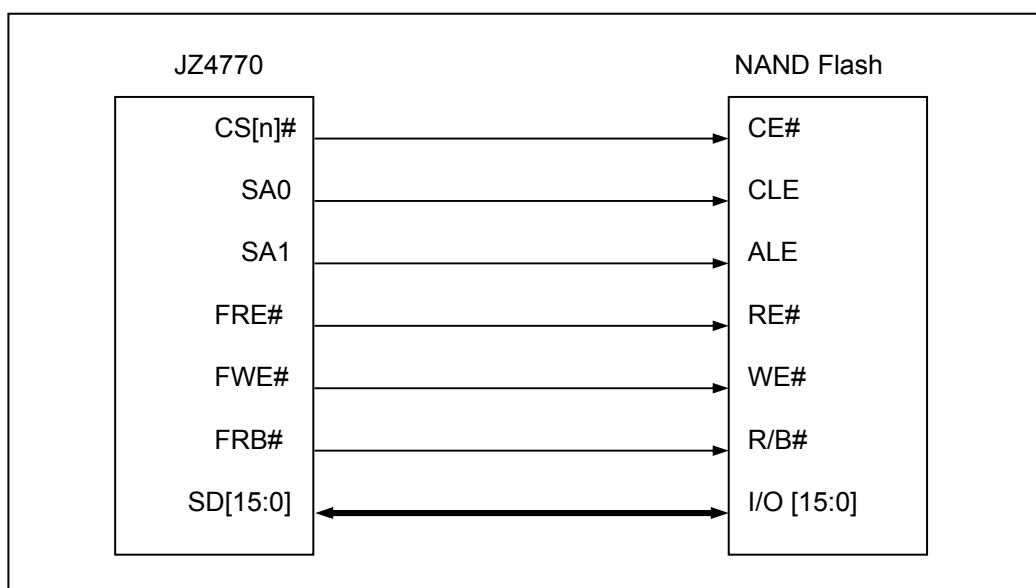 JZ4770 NAND Flash
CS[n]# CE#
SA0 CLE
SA1 ALE
FRE# RE#
FWE# WE#
FRB# R/B#
SD[15:0] I/O [15:0]